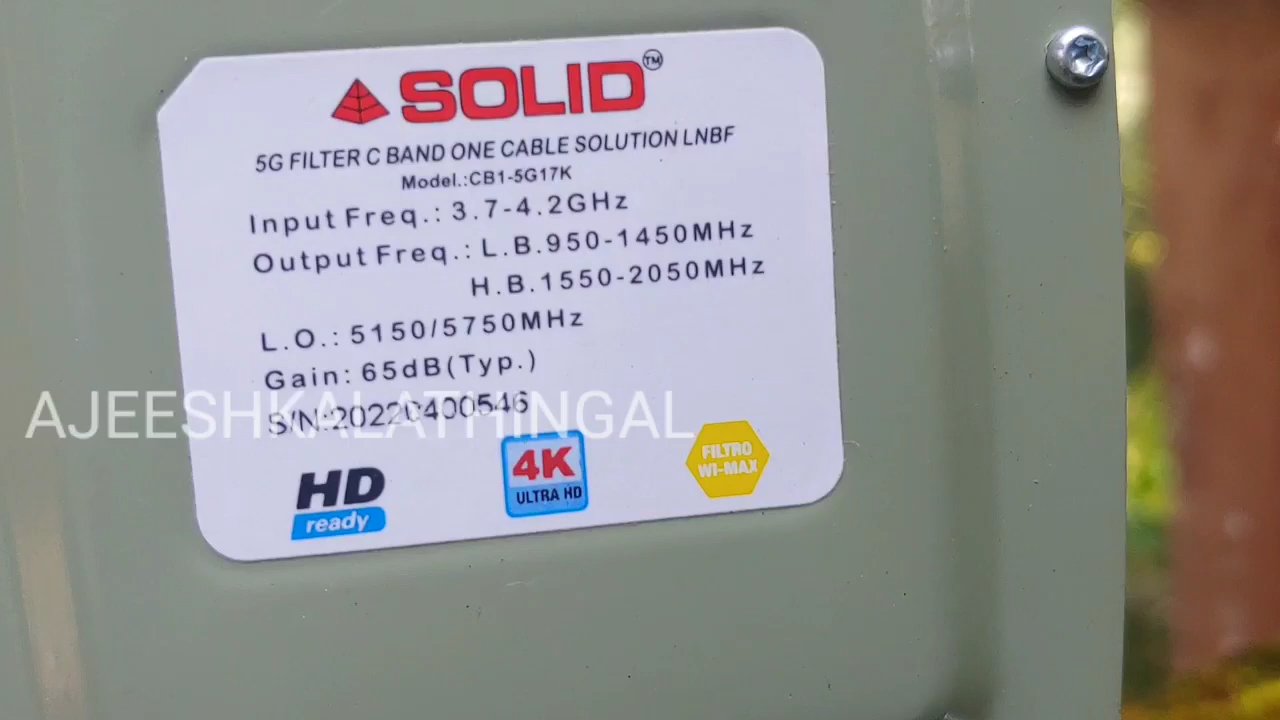 SOLID™
5G FILTER C BAND ONE CABLE SOLUTION LNBF
Model.:CB1-5G17K
Input Freq.: 3.7-4.2GHz
Output Freq.: L.B.950-1450MHz
H.B.1550-2050MHz
L.O.: 5150/5750MHz
Gain: 65dB(Typ.)
S/N:20220400546
AJEESHKALATHINGAL
HD ready
4K ULTRA HD
FILTRO
WI-MAX